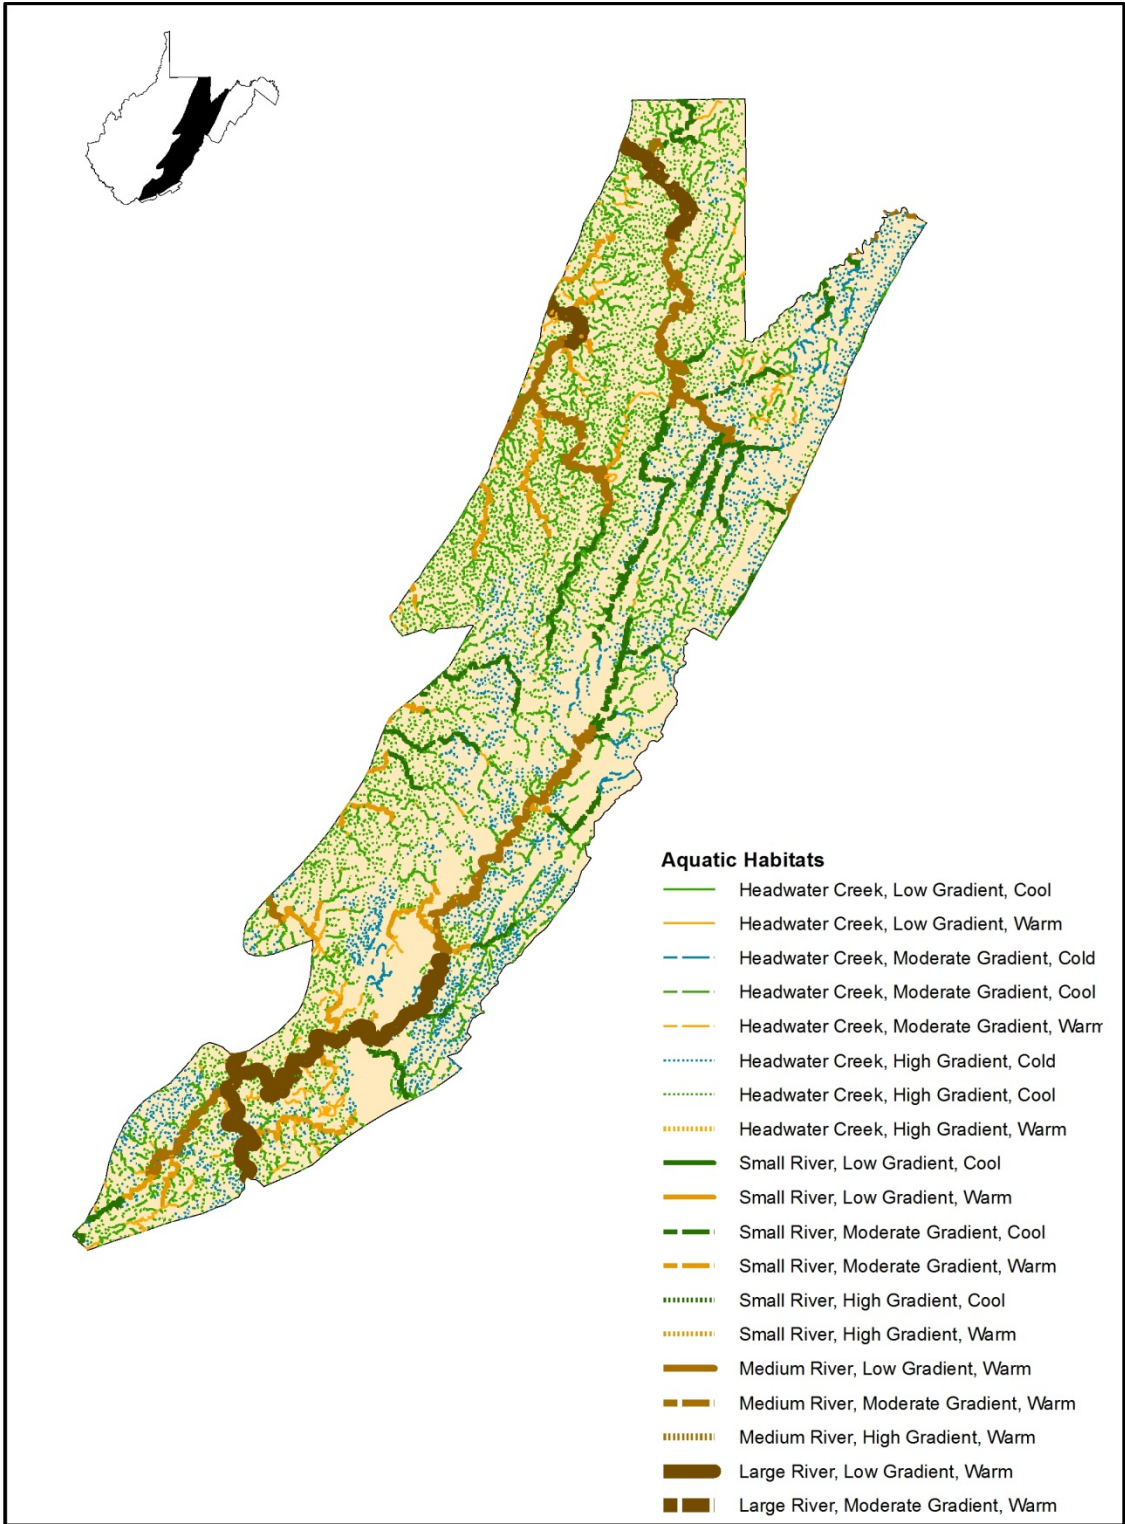 Aquatic Habitats
Headwater Creek, Low Gradient, Cool
Headwater Creek, Low Gradient, Warm
Headwater Creek, Moderate Gradient, Cold
Headwater Creek, Moderate Gradient, Cool
Headwater Creek, Moderate Gradient, Warm
Headwater Creek, High Gradient, Cold
Headwater Creek, High Gradient, Cool
Headwater Creek, High Gradient, Warm
Small River, Low Gradient, Cool
Small River, Low Gradient, Warm
Small River, Moderate Gradient, Cool
Small River, Moderate Gradient, Warm
Small River, High Gradient, Cool
Small River, High Gradient, Warm
Medium River, Low Gradient, Warm
Medium River, Moderate Gradient, Warm
Medium River, High Gradient, Warm
Large River, Low Gradient, Warm
Large River, Moderate Gradient, Warm